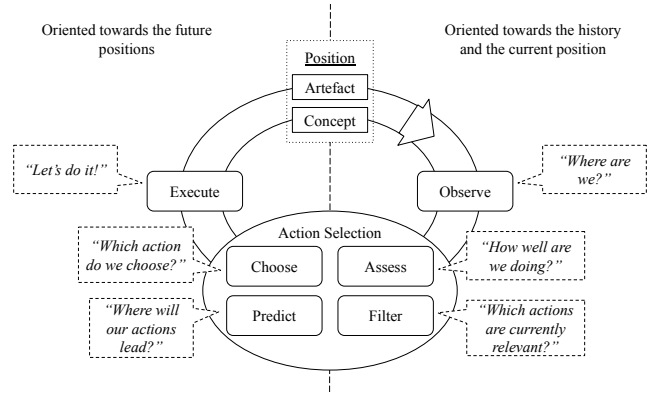 Oriented towards the future
positions
Oriented towards the history
and the current position
Position
Artefact
Concept
“Let’s do it!”
Execute
Observe
“Where are
we?”
Action Selection
“Which action
do we choose?”
Choose
Assess
“How well are
we doing?”
“Where will
our actions
lead?”
Predict
Filter
“Which actions
are currently
relevant?”